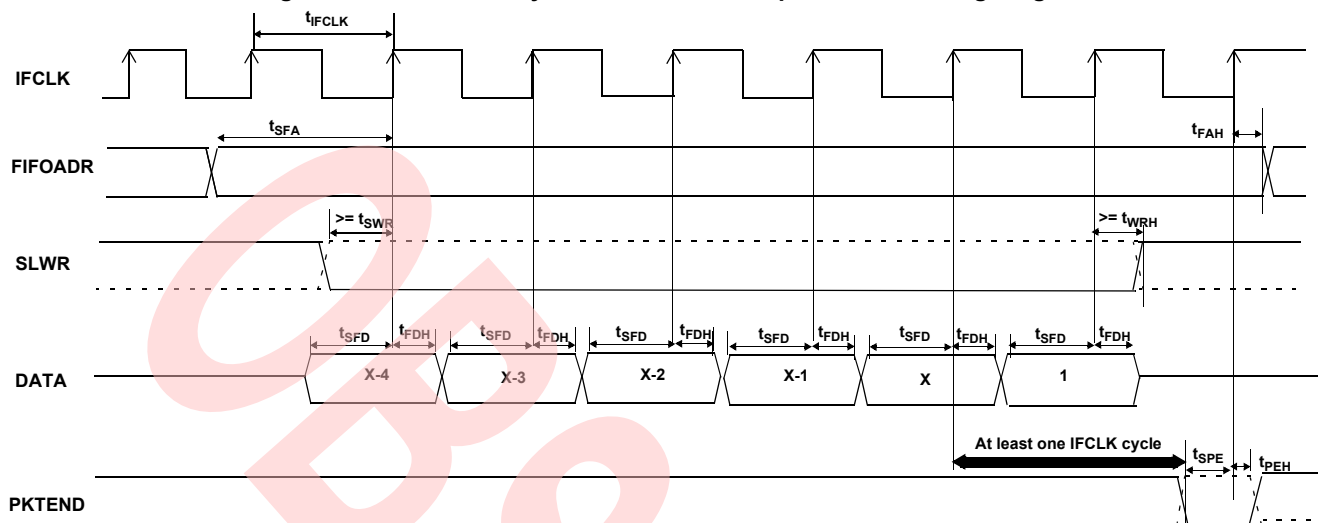 tIFCLK
IFCLK
tSFA
tFAH
FIFOADR
>= tSWR
>= tWRH
SLWR
tSFD tFDH tSFD tFDH tSFD tFDH tSFD tFDH tSFD tFDH tSFD tFDH
DATA X-4 X-3 X-2 X-1 X 1
At least one IFCLK cycle
tSPE
tPEH
PKTEND